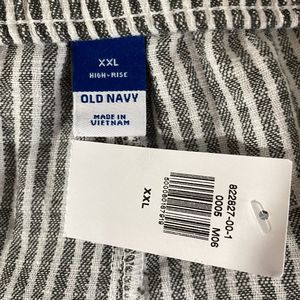 XXL
HIGH-RISE
OLD NAVY
MADE IN
VIETNAM
822827-00-1
0005 M06
XXL